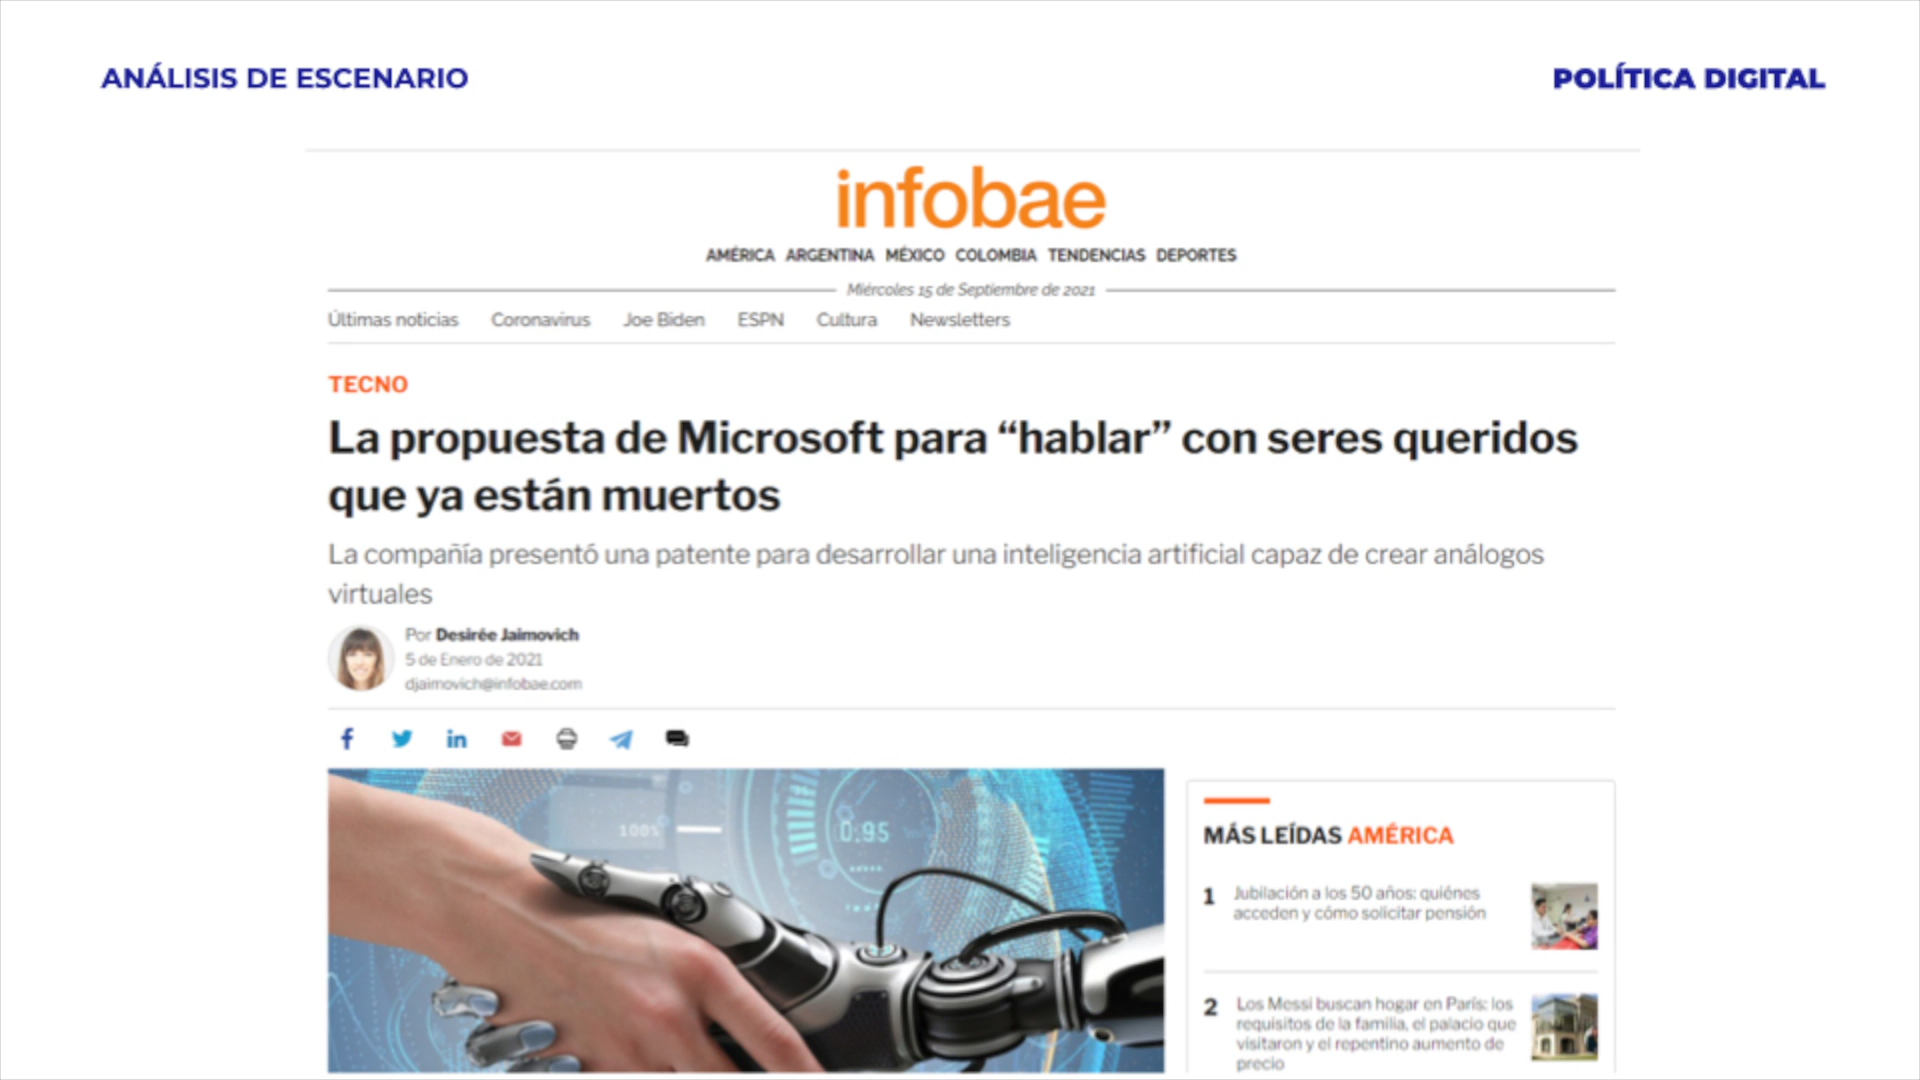 ANÁLISIS DE ESCENARIO
POLÍTICA DIGITAL
infobae
AMÉRICA ARGENTINA MÉXICO COLOMBIA TENDENCIAS DEPORTES
Miércoles 15 de Septiembre de 2021
Últimas noticias Coronavirus Joe Biden ESPN Cultura Newsletters
TECNO
La propuesta de Microsoft para “hablar” con seres queridos
que ya están muertos
La compañía presentó una patente para desarrollar una inteligencia artificial capaz de crear análogos
virtuales
Por Desirée Jaimovich
5 de Enero de 2021
djaimovich@infobae.com
100%
0.95
MÁS LEÍDAS AMÉRICA
1 Jubilación a los 50 años: quiénes
acceden y cómo solicitar pensión
2 Los Messi buscan hogar en París: los
requisitos de la familia, el palacio que
visitaron y el repentino aumento de
precio